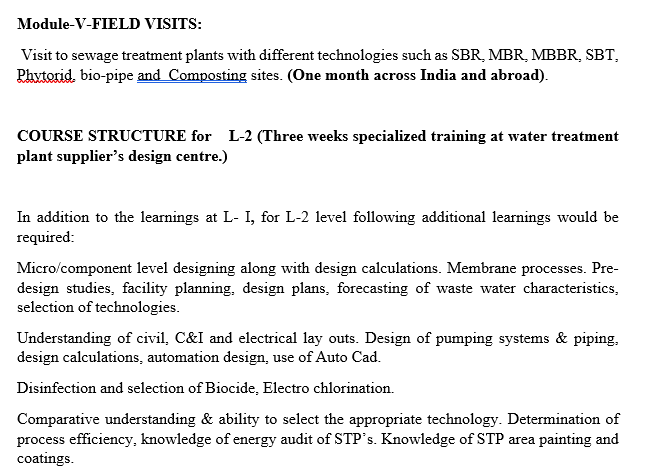 Module-V-FIELD VISITS:
Visit to sewage treatment plants with different technologies such as SBR, MBR, MBBR, SBT,
Phytorid, bio-pipe and Composting sites. (One month across India and abroad).
COURSE STRUCTURE for L-2 (Three weeks specialized training at water treatment
plant supplier’s design centre.)
In addition to the learnings at L- I, for L-2 level following additional learnings would be
required:
Micro/component level designing along with design calculations. Membrane processes. Pre-
design studies, facility planning, design plans, forecasting of waste water characteristics,
selection of technologies.
Understanding of civil, C&I and electrical lay outs. Design of pumping systems & piping,
design calculations, automation design, use of Auto Cad.
Disinfection and selection of Biocide, Electro chlorination.
Comparative understanding & ability to select the appropriate technology. Determination of
process efficiency, knowledge of energy audit of STP’s. Knowledge of STP area painting and
coatings.